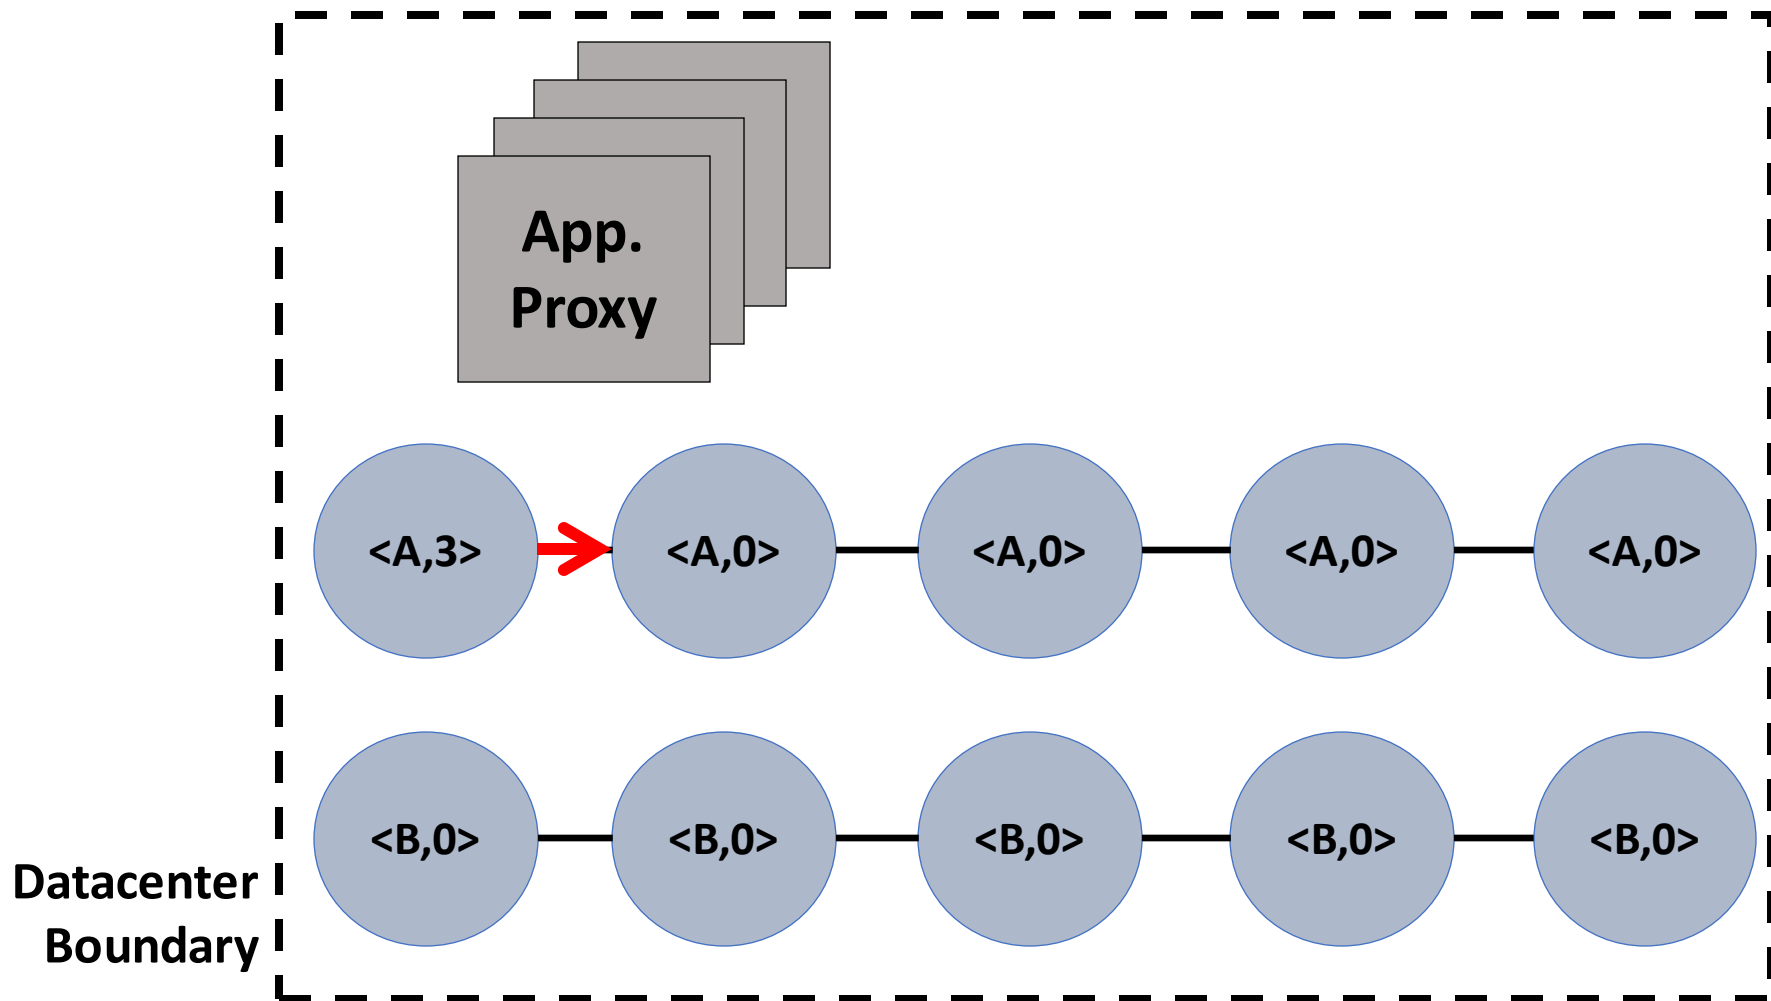 App.
Proxy
<A,3> <A,0> <A,0> <A,0> <A,0>
<B,0> <B,0> <B,0> <B,0> <B,0>
Datacenter
Boundary